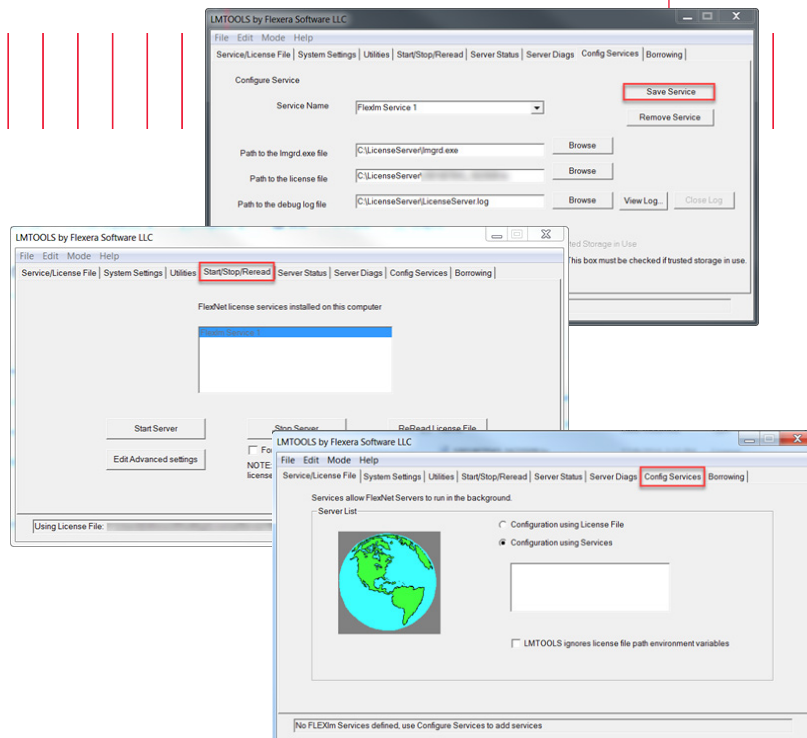 LMTOOLS by Flexera Software LLC
File Edit Mode Help
Service/License File System Settings Utilities Start/Stop/Reread Server Status Server Diags Config Services Borrowing
Configure Service
Save Service
Service Name Flexlm Service 1
Remove Service
Path to the lmgrd.exe file C:\LicenseServer\lmgrd.exe Browse
Path to the license file C:\LicenseServer\ Browse
Path to the debug log file C:\LicenseServer\LicenseServer.log Browse View Log... Close Log
ted Storage in Use
This box must be checked if trusted storage in use.
LMTOOLS by Flexera Software LLC
File Edit Mode Help
Service/License File System Settings Utilities Start/Stop/Reread Server Status Server Diags Config Services Borrowing
FlexNet license services installed on this computer
Flexlm Service 1
Start Server Stop Server ReRead License File
Edit Advanced settings
Fo
NOTE:
license
Using License File:
LMTOOLS by Flexera Software LLC
File Edit Mode Help
Service/License File System Settings Utilities Start/Stop/Reread Server Status Server Diags Config Services Borrowing
Services allow FlexNet Servers to run in the background.
Server List
Configuration using License File
Configuration using Services
LMTOOLS ignores license file path environment variables
No FLEXlm Services defined, use Configure Services to add services